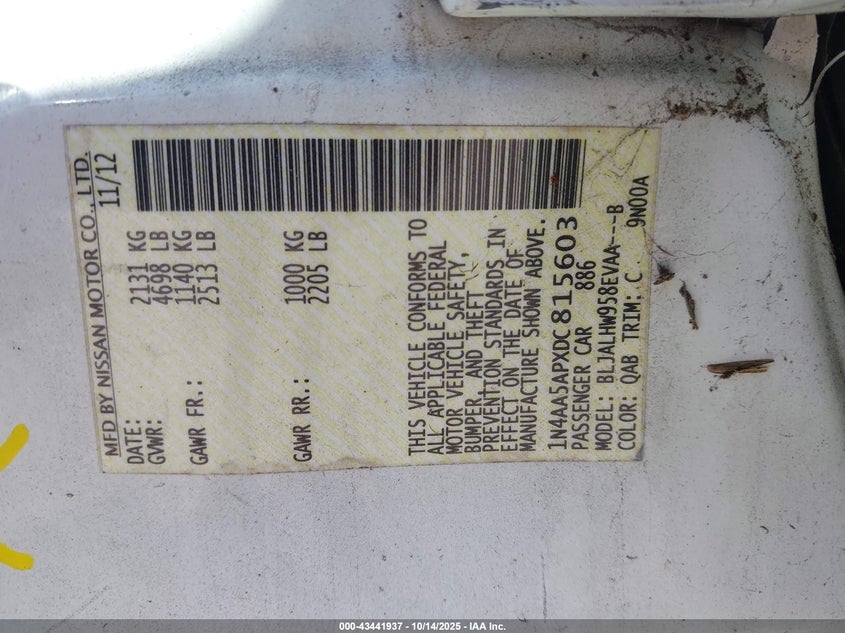 MFD BY NISSAN MOTOR CO., LTD.
DATE: 11/12
GVWR: 2131 KG
4698 LB
GAWR FR.: 1140 KG
2513 LB
GAWR RR.: 1000 KG
2205 LB
THIS VEHICLE CONFORMS TO
ALL APPLICABLE FEDERAL
MOTOR VEHICLE SAFETY,
BUMPER, AND THEFT
PREVENTION STANDARDS IN
EFFECT ON THE DATE OF
MANUFACTURE SHOWN ABOVE.
1N4AA5APXDC815603
PASSENGER CAR 886
MODEL: BLJALHW958EVAA---B
COLOR: QAB TRIM: C 9N00A
000-43441937 - 10/14/2025 - IAA Inc.